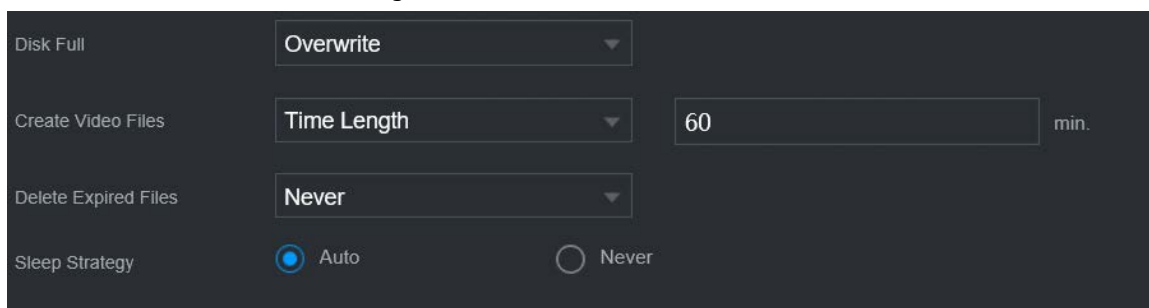 Disk Full Overwrite
Create Video Files Time Length 60 min.
Delete Expired Files Never
Sleep Strategy Auto Never